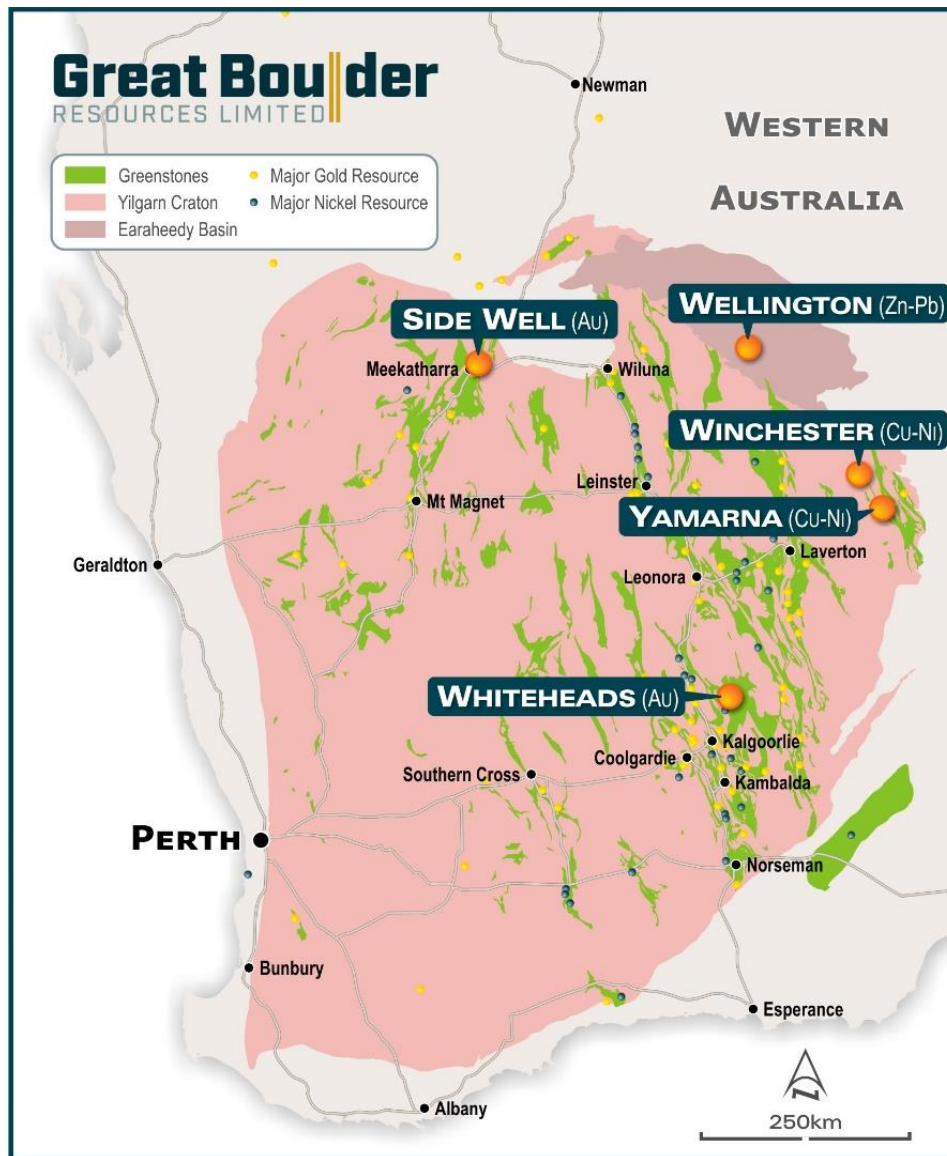 Great Boulder
RESOURCES LIMITED
Newman
WESTERN
AUSTRALIA
Greenstones
Major Gold Resource
Yilgarn Craton
Major Nickel Resource
Earaheedy Basin
WELLINGTON (Zn-Pb)
SIDE WELL (AU)
Meekatharra
Wiluna
WINCHESTER (CU-NI)
Leinster
Mt Magnet
YAMARNA (CU-NI)
Laverton
Geraldton
Leonora
WHITEHEADS (AU)
Kalgoorlie
Coolgardie
Southern Cross
Kambalda
PERTH
Norseman
Bunbury
Esperance
N
Albany
250km